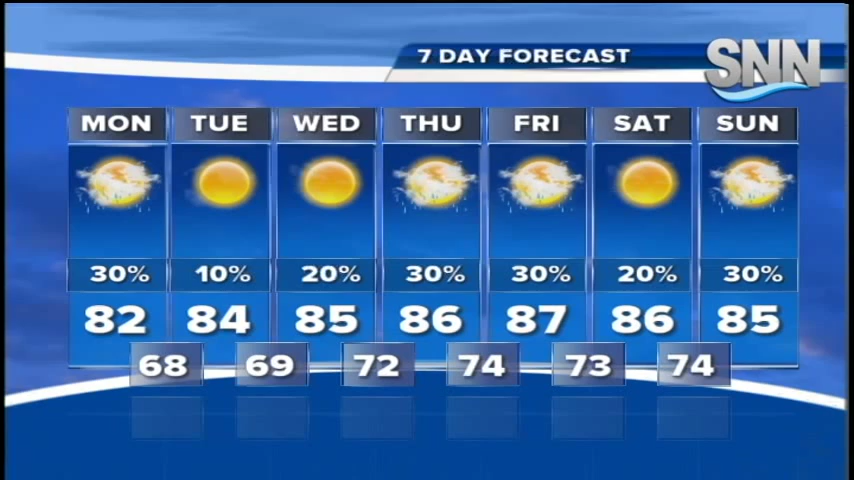 7 DAY FORECAST
SNN
MON TUE WED THU FRI SAT SUN
30% 10% 20% 30% 30% 20% 30%
82 84 85 86 87 86 85
68 69 72 74 73 74